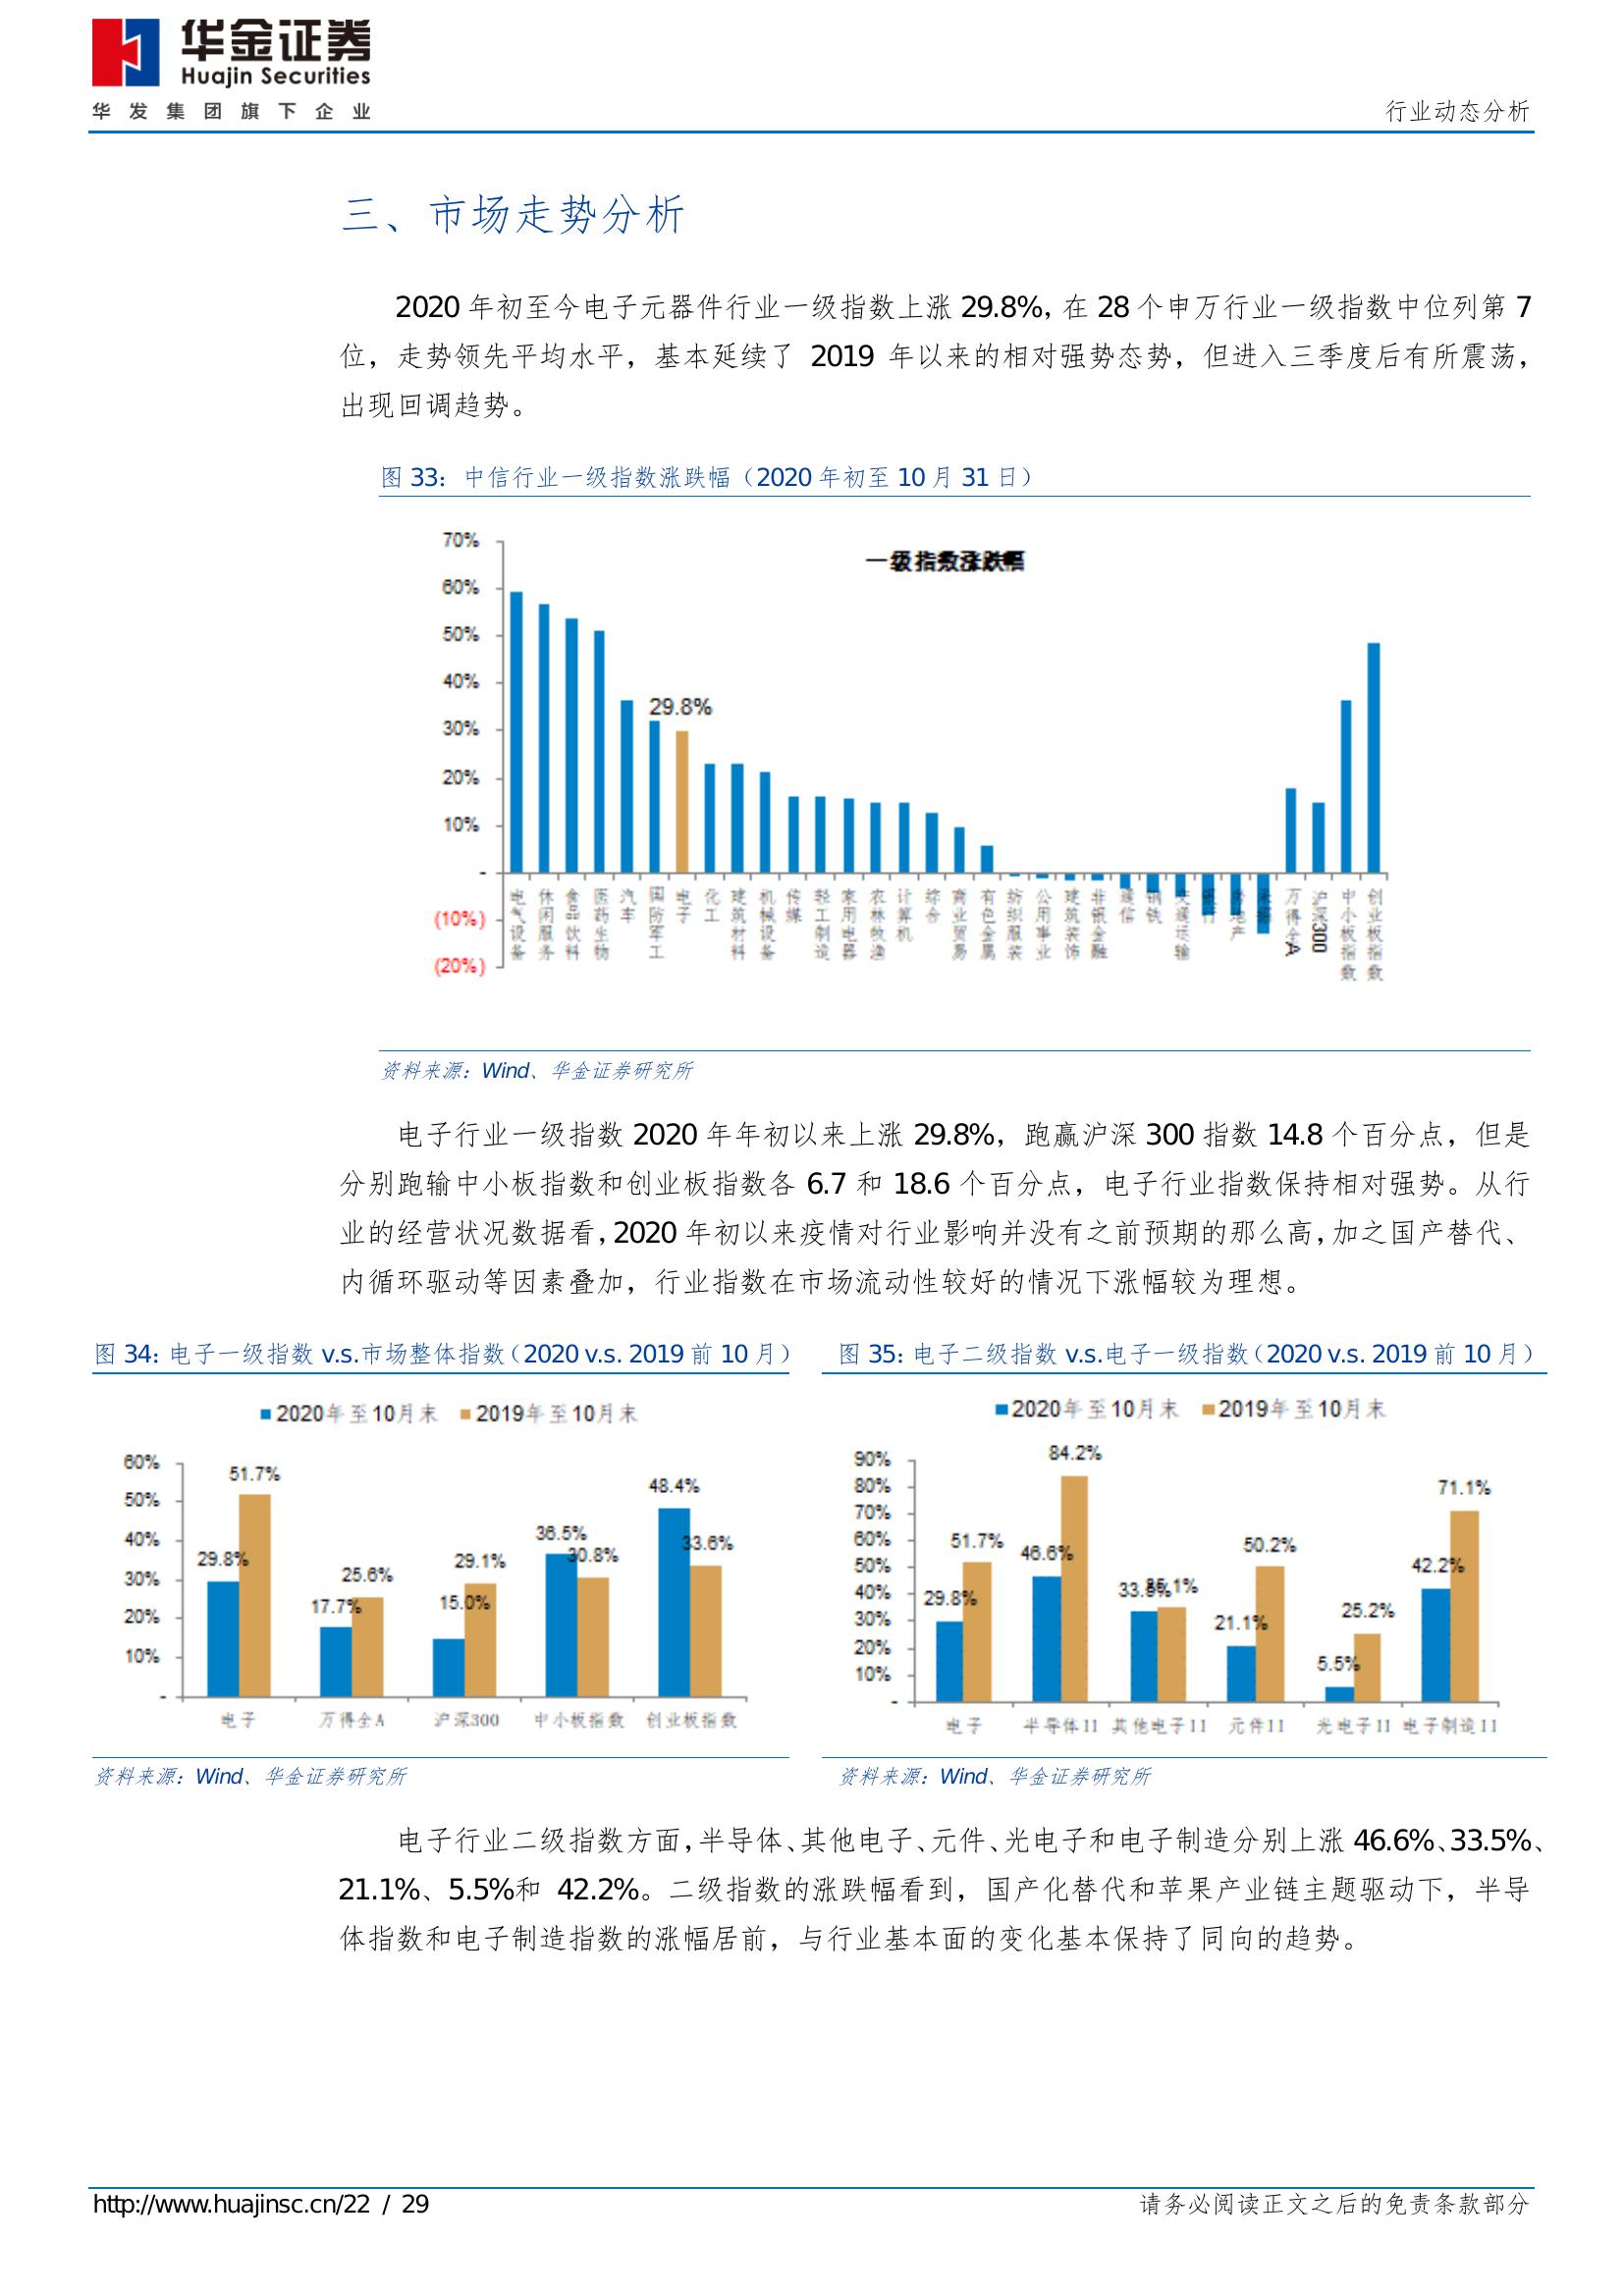 华金证券
Huajin Securities
华发集团旗下企业
行业动态分析
三、市场走势分析
2020 年初至今电子元器件行业一级指数上涨 29.8%，在 28 个申万行业一级指数中位列第 7
位，走势领先平均水平，基本延续了 2019 年以来的相对强势态势，但进入三季度后有所震荡，
出现回调趋势。
图 33：中信行业一级指数涨跌幅（2020 年初至 10 月 31 日）
一级指数涨跌幅
70%
60%
50%
40%
30%
20%
10%
-
(10%)
(20%)
29.8%
电气设备
休闲服务
食品饮料
医药生物
汽车
国防军工
电子
化工
建筑材料
机械设备
传媒
轻工制造
家用电器
农林牧渔
计算机
综合
商业贸易
有色金属
纺织服装
公用事业
建筑装饰
非银金融
通信
钢铁
交通运输
银行
房地产
万得全A
沪深300
中小板指数
创业板指数
资料来源：Wind、华金证券研究所
电子行业一级指数 2020 年年初以来上涨 29.8%，跑赢沪深 300 指数 14.8 个百分点，但是
分别跑输中小板指数和创业板指数各 6.7 和 18.6 个百分点，电子行业指数保持相对强势。从行
业的经营状况数据看，2020 年初以来疫情对行业影响并没有之前预期的那么高，加之国产替代、
内循环驱动等因素叠加，行业指数在市场流动性较好的情况下涨幅较为理想。
图 34：电子一级指数 v.s.市场整体指数（2020 v.s. 2019 前 10 月）
2020年至10月末 2019年至10月末
60%
50%
40%
30%
20%
10%
-
29.8% 51.7%
17.7% 25.6%
15.0% 29.1%
36.5% 30.8%
48.4% 33.6%
电子 万得全A 沪深300 中小板指数 创业板指数
资料来源：Wind、华金证券研究所
图 35：电子二级指数 v.s.电子一级指数（2020 v.s. 2019 前 10 月）
2020年至10月末 2019年至10月末
90%
80%
70%
60%
50%
40%
30%
20%
10%
-
29.8% 51.7%
46.6% 84.2%
33.5% 35.1%
21.1% 50.2%
5.5% 25.2%
42.2% 71.1%
电子 半导体II 其他电子II 元件II 光电子II 电子制造II
资料来源：Wind、华金证券研究所
电子行业二级指数方面，半导体、其他电子、元件、光电子和电子制造分别上涨 46.6%、33.5%、
21.1%、5.5%和 42.2%。二级指数的涨跌幅看到，国产化替代和苹果产业链主题驱动下，半导
体指数和电子制造指数的涨幅居前，与行业基本面的变化基本保持了同向的趋势。
http://www.huajinsc.cn/22 / 29
请务必阅读正文之后的免责条款部分